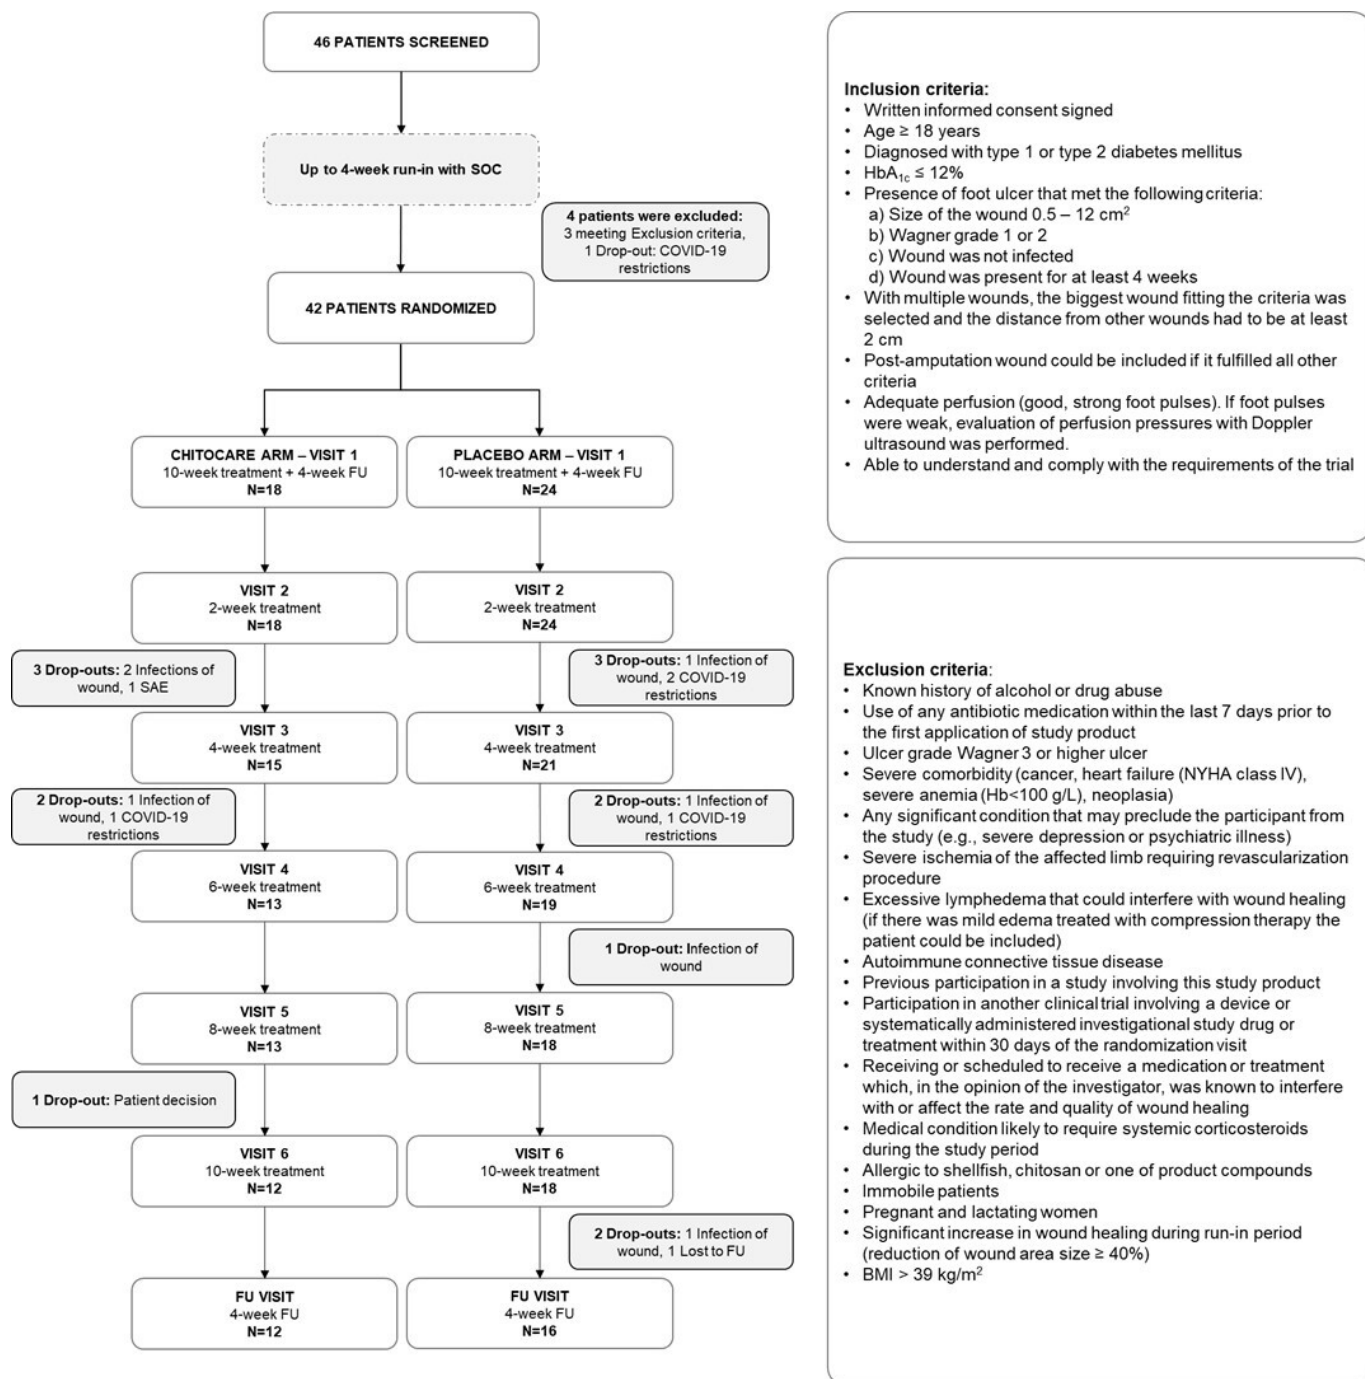 46 PATIENTS SCREENED
Up to 4-week run-in with SOC
4 patients were excluded:
3 meeting Exclusion criteria,
1 Drop-out: COVID-19
restrictions
42 PATIENTS RANDOMIZED
CHITOCARE ARM – VISIT 1
10-week treatment + 4-week FU
N=18
PLACEBO ARM – VISIT 1
10-week treatment + 4-week FU
N=24
VISIT 2
2-week treatment
N=18
VISIT 2
2-week treatment
N=24
3 Drop-outs: 2 Infections of
wound, 1 SAE
3 Drop-outs: 1 Infection of
wound, 2 COVID-19
restrictions
VISIT 3
4-week treatment
N=15
VISIT 3
4-week treatment
N=21
2 Drop-outs: 1 Infection of
wound, 1 COVID-19
restrictions
2 Drop-outs: 1 Infection of
wound, 1 COVID-19
restrictions
VISIT 4
6-week treatment
N=13
VISIT 4
6-week treatment
N=19
1 Drop-out: Infection of
wound
VISIT 5
8-week treatment
N=13
VISIT 5
8-week treatment
N=18
1 Drop-out: Patient decision
VISIT 6
10-week treatment
N=12
VISIT 6
10-week treatment
N=18
2 Drop-outs: 1 Infection of
wound, 1 Lost to FU
FU VISIT
4-week FU
N=12
FU VISIT
4-week FU
N=16
Inclusion criteria:
• Written informed consent signed
• Age ≥ 18 years
• Diagnosed with type 1 or type 2 diabetes mellitus
• HbA1c ≤ 12%
• Presence of foot ulcer that met the following criteria:
a) Size of the wound 0.5 – 12 cm²
b) Wagner grade 1 or 2
c) Wound was not infected
d) Wound was present for at least 4 weeks
• With multiple wounds, the biggest wound fitting the criteria was
selected and the distance from other wounds had to be at least
2 cm
• Post-amputation wound could be included if it fulfilled all other
criteria
• Adequate perfusion (good, strong foot pulses). If foot pulses
were weak, evaluation of perfusion pressures with Doppler
ultrasound was performed.
• Able to understand and comply with the requirements of the trial
Exclusion criteria:
• Known history of alcohol or drug abuse
• Use of any antibiotic medication within the last 7 days prior to
the first application of study product
• Ulcer grade Wagner 3 or higher ulcer
• Severe comorbidity (cancer, heart failure (NYHA class IV),
severe anemia (Hb<100 g/L), neoplasia)
• Any significant condition that may preclude the participant from
the study (e.g., severe depression or psychiatric illness)
• Severe ischemia of the affected limb requiring revascularization
procedure
• Excessive lymphedema that could interfere with wound healing
(if there was mild edema treated with compression therapy the
patient could be included)
• Autoimmune connective tissue disease
• Previous participation in a study involving this study product
• Participation in another clinical trial involving a device or
systematically administered investigational study drug or
treatment within 30 days of the randomization visit
• Receiving or scheduled to receive a medication or treatment
which, in the opinion of the investigator, was known to interfere
with or affect the rate and quality of wound healing
• Medical condition likely to require systemic corticosteroids
during the study period
• Allergic to shellfish, chitosan or one of product compounds
• Immobile patients
• Pregnant and lactating women
• Significant increase in wound healing during run-in period
(reduction of wound area size ≥ 40%)
• BMI > 39 kg/m²